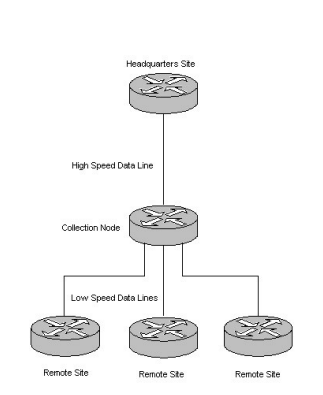 Headquarters Site
High Speed Data Line
Collection Node
Low Speed Data Lines
Remote Site
Remote Site
Remote Site